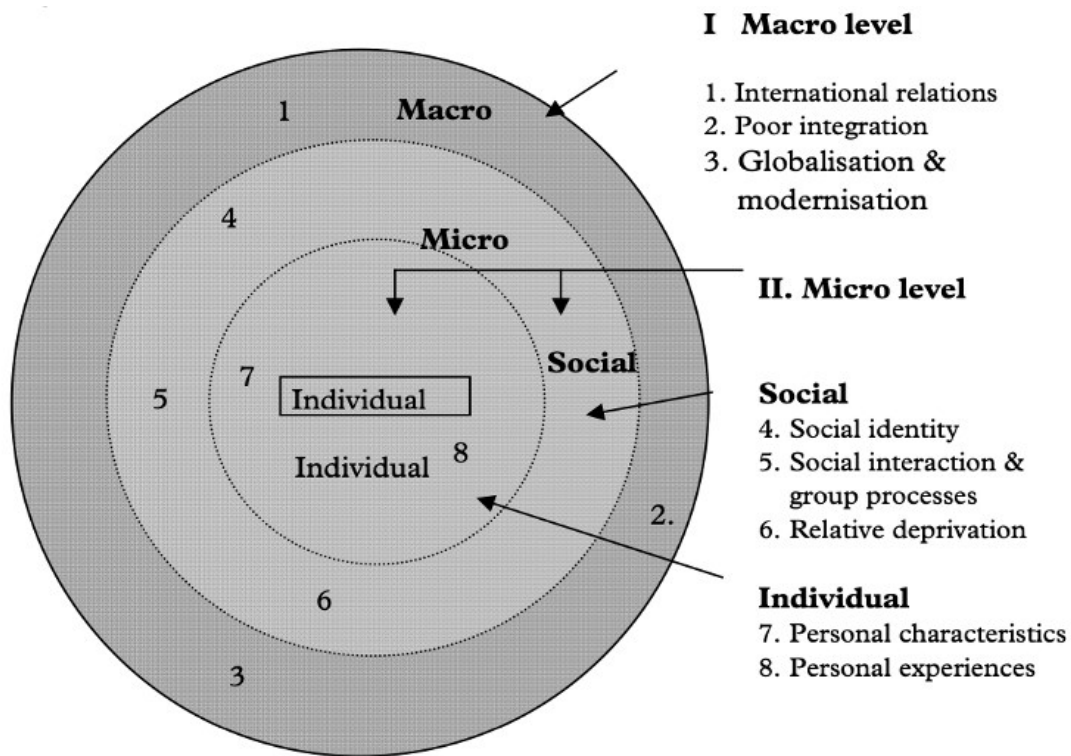 I Macro level
1. International relations
2. Poor integration
3. Globalisation &
modernisation
1
Macro
4
Micro
II. Micro level
7
Social
5
Individual
Individual
8
2.
6
3
Social
4. Social identity
5. Social interaction &
group processes
6. Relative deprivation
Individual
7. Personal characteristics
8. Personal experiences